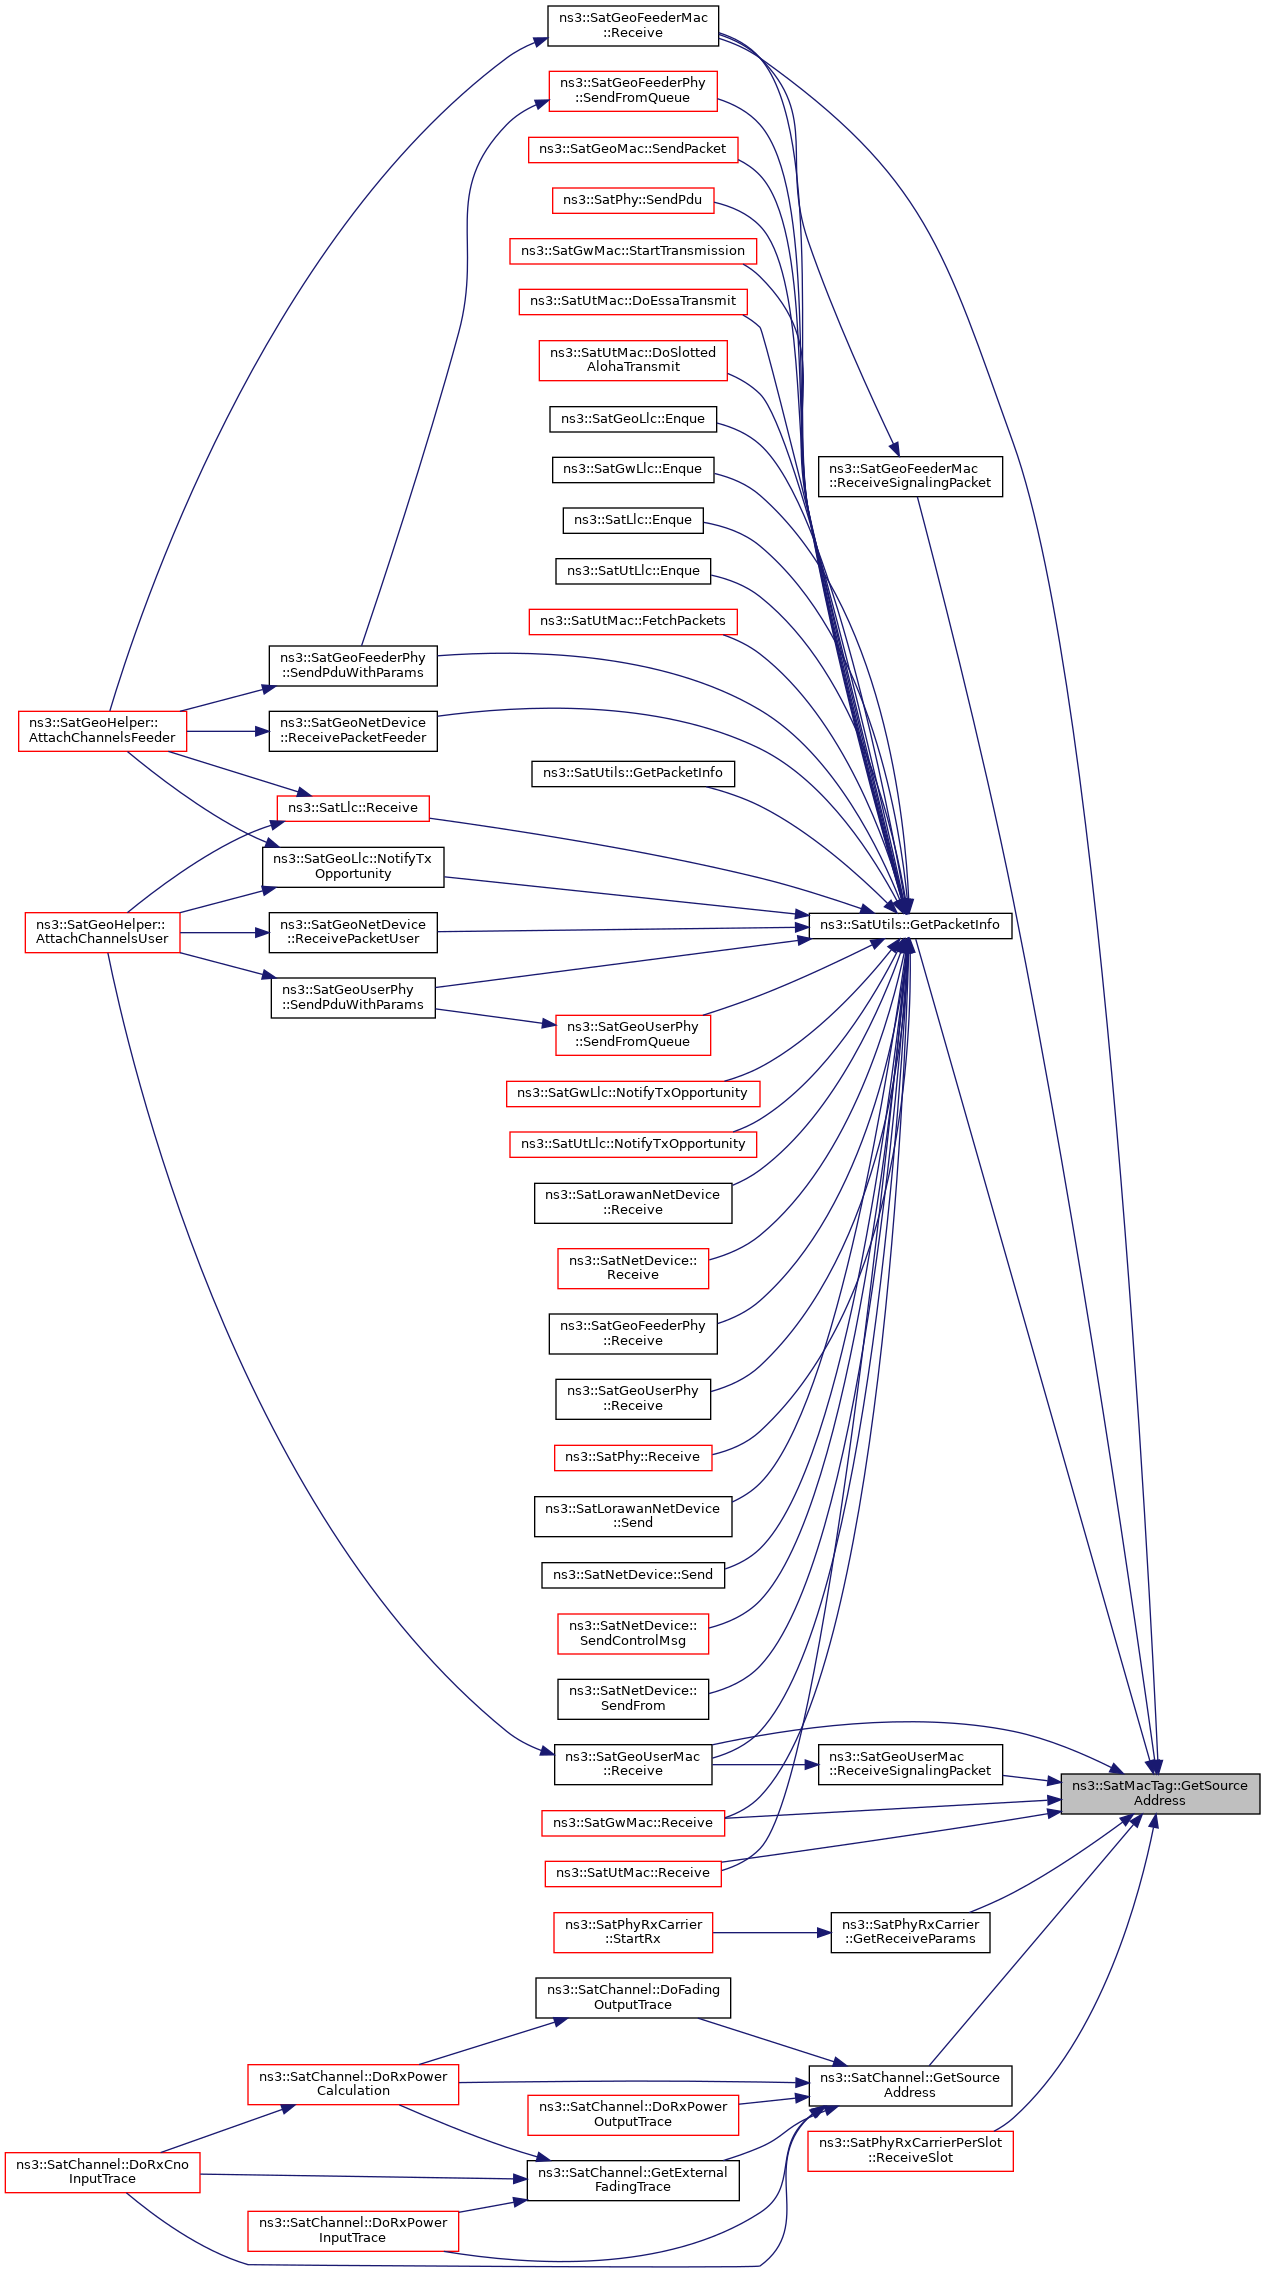 ns3::SatGeoFeederMac
::Receive
ns3::SatGeoFeederPhy
::SendFromQueue
ns3::SatGeoMac::SendPacket
ns3::SatPhy::SendPdu
ns3::SatGwMac::StartTransmission
ns3::SatUtMac::DoEssaTransmit
ns3::SatUtMac::DoSlotted
AlohaTransmit
ns3::SatGeoLlc::Enque
ns3::SatGwLlc::Enque
ns3::SatGeoFeederMac
::ReceiveSignalingPacket
ns3::SatLlc::Enque
ns3::SatUtLlc::Enque
ns3::SatUtMac::FetchPackets
ns3::SatGeoFeederPhy
::SendPduWithParams
ns3::SatGeoHelper::
AttachChannelsFeeder
ns3::SatGeoNetDevice
::ReceivePacketFeeder
ns3::SatUtils::GetPacketInfo
ns3::SatLlc::Receive
ns3::SatGeoLlc::NotifyTx
Opportunity
ns3::SatGeoHelper::
AttachChannelsUser
ns3::SatGeoNetDevice
::ReceivePacketUser
ns3::SatUtils::GetPacketInfo
ns3::SatGeoUserPhy
::SendPduWithParams
ns3::SatGeoUserPhy
::SendFromQueue
ns3::SatGwLlc::NotifyTxOpportunity
ns3::SatUtLlc::NotifyTxOpportunity
ns3::SatLorawanNetDevice
::Receive
ns3::SatNetDevice::
Receive
ns3::SatGeoFeederPhy
::Receive
ns3::SatGeoUserPhy
::Receive
ns3::SatPhy::Receive
ns3::SatLorawanNetDevice
::Send
ns3::SatNetDevice::Send
ns3::SatNetDevice::
SendControlMsg
ns3::SatNetDevice::
SendFrom
ns3::SatGeoUserMac
::Receive
ns3::SatGeoUserMac
::ReceiveSignalingPacket
ns3::SatMacTag::GetSource
Address
ns3::SatGwMac::Receive
ns3::SatUtMac::Receive
ns3::SatPhyRxCarrier
::StartRx
ns3::SatPhyRxCarrier
::GetReceiveParams
ns3::SatChannel::DoFading
OutputTrace
ns3::SatChannel::DoRxPower
Calculation
ns3::SatChannel::GetSource
Address
ns3::SatChannel::DoRxPower
OutputTrace
ns3::SatPhyRxCarrierPerSlot
::ReceiveSlot
ns3::SatChannel::DoRxCno
InputTrace
ns3::SatChannel::GetExternal
FadingTrace
ns3::SatChannel::DoRxPower
InputTrace